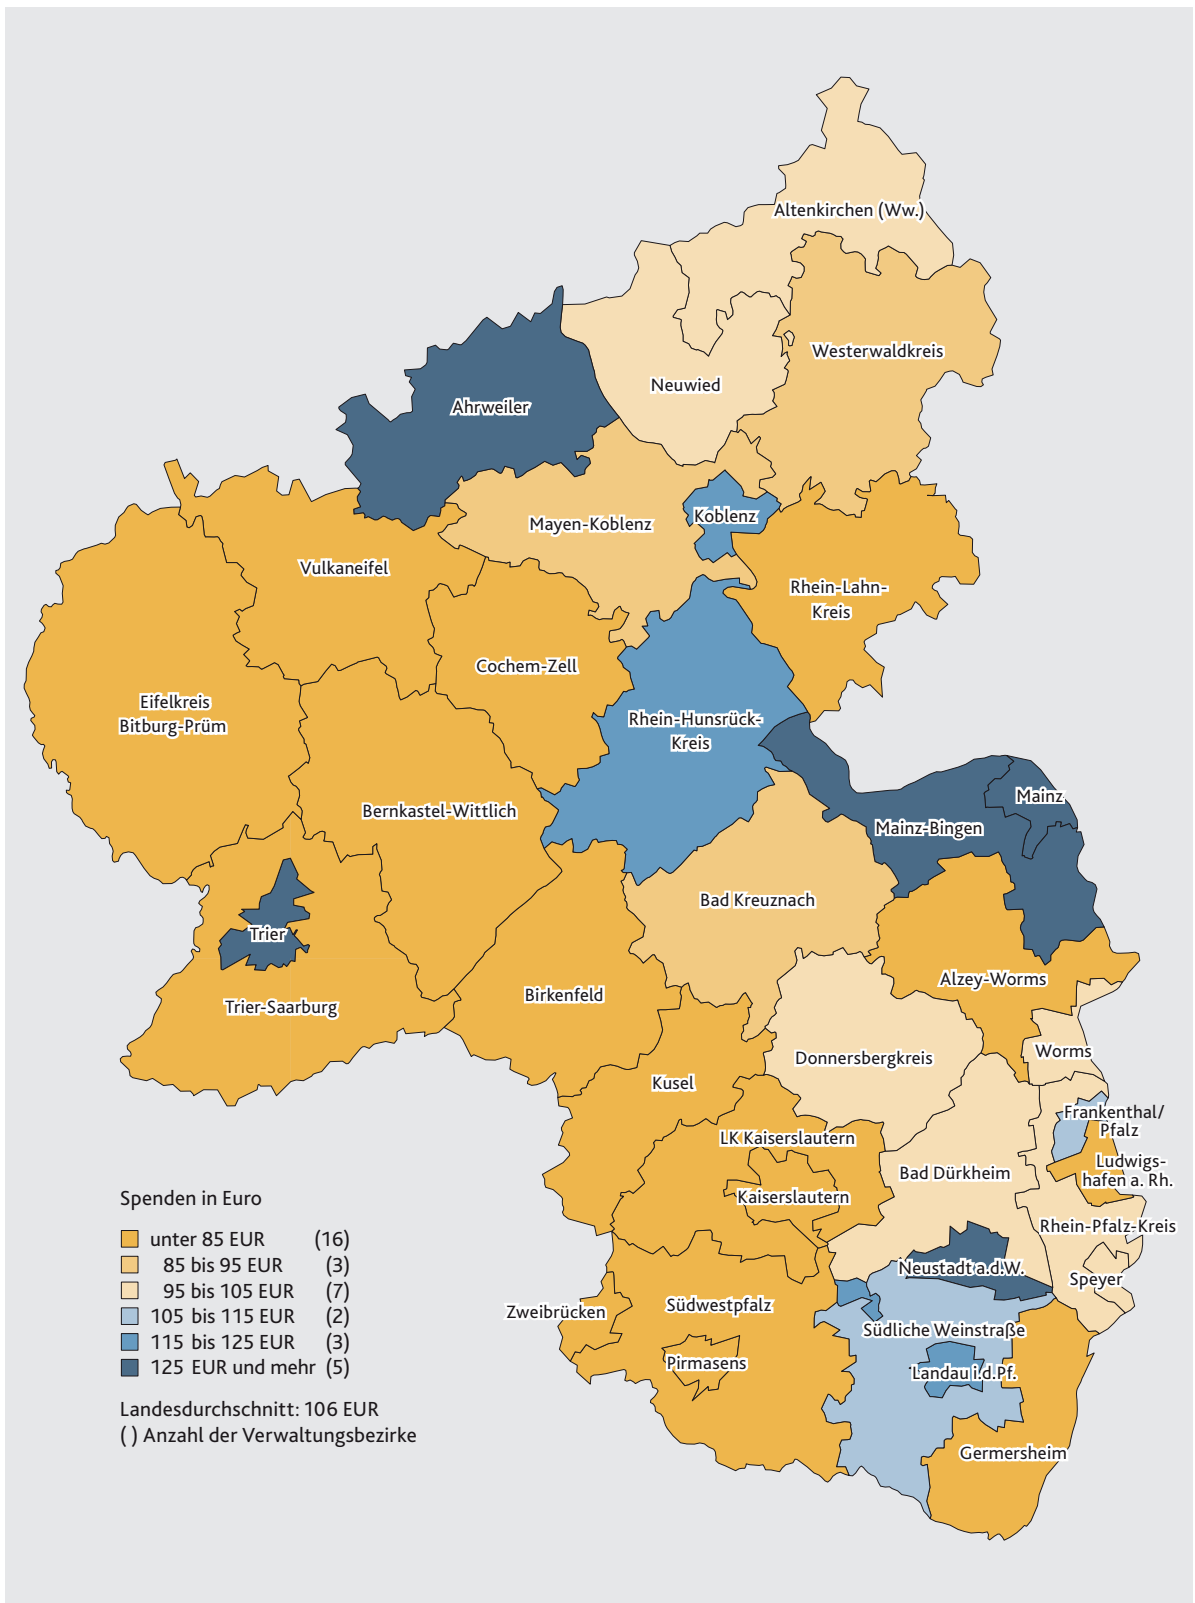 Altenkirchen (Ww.)
Westerwaldkreis
Neuwied
Ahrweiler
Koblenz
Mayen-Koblenz
Vulkaneifel
Rhein-Lahn-
Kreis
Cochem-Zell
Eifelkreis
Bitburg-Prüm
Rhein-Hunsrück-
Kreis
Mainz
Bernkastel-Wittlich
Mainz-Bingen
Bad Kreuznach
Trier
Alzey-Worms
Birkenfeld
Trier-Saarburg
Worms
Donnersbergkreis
Kusel
Frankenthal/
Pfalz
LK Kaiserslautern
Ludwigs-
hafen a. Rh.
Bad Dürkheim
Kaiserslautern
Rhein-Pfalz-Kreis
Neustadt a.d.W.
Speyer
Zweibrücken
Südwestpfalz
Südliche Weinstraße
Pirmasens
Landau i.d.Pf.
Germersheim
Spenden in Euro
unter 85 EUR (16)
85 bis 95 EUR (3)
95 bis 105 EUR (7)
105 bis 115 EUR (2)
115 bis 125 EUR (3)
125 EUR und mehr (5)
Landesdurchschnitt: 106 EUR
( ) Anzahl der Verwaltungsbezirke